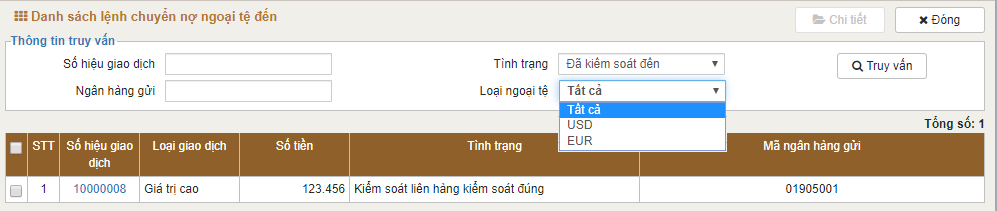 Danh sách lệnh chuyển nợ ngoại tệ đến
Chi tiết
Đóng
Thông tin truy vấn
Số hiệu giao dịch
Tình trạng
Đã kiểm soát đến
Truy vấn
Ngân hàng gửi
Loại ngoại tệ
Tất cả
Tất cả
USD
EUR
Tổng số: 1
STT
Số hiệu giao dịch
Loại giao dịch
Số tiền
Tình trạng
Mã ngân hàng gửi
1
10000008
Giá trị cao
123.456
Kiểm soát liên hàng kiểm soát đúng
01905001